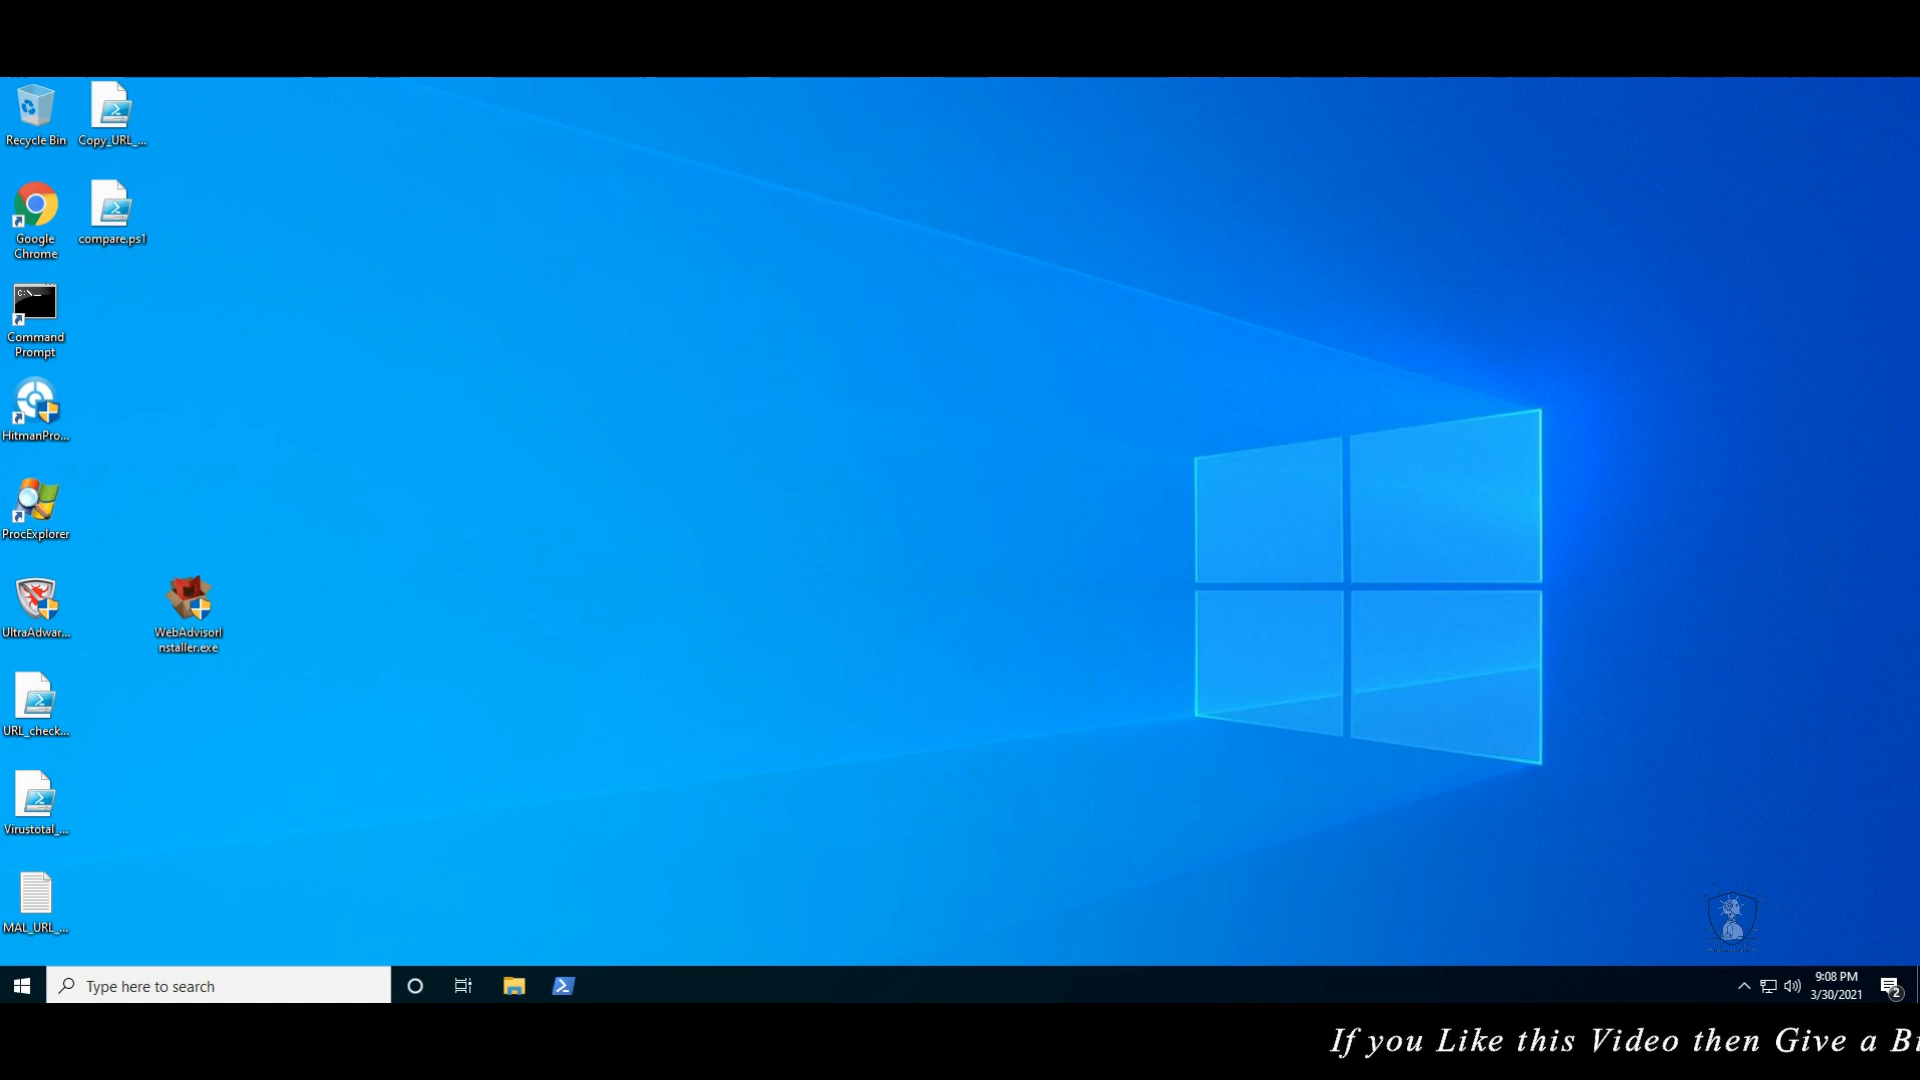 Recycle Bin
Copy_URL_...
Google
Chrome
compare.ps1
Command
Prompt
HitmanPro...
ProcExplorer
UltraAdwar...
WebAdvisorI
nstaller.exe
URL_check...
Virustotal_...
MAL_URL_...
Type here to search
9:08 PM
3/30/2021
2
If you Like this Video then Give a